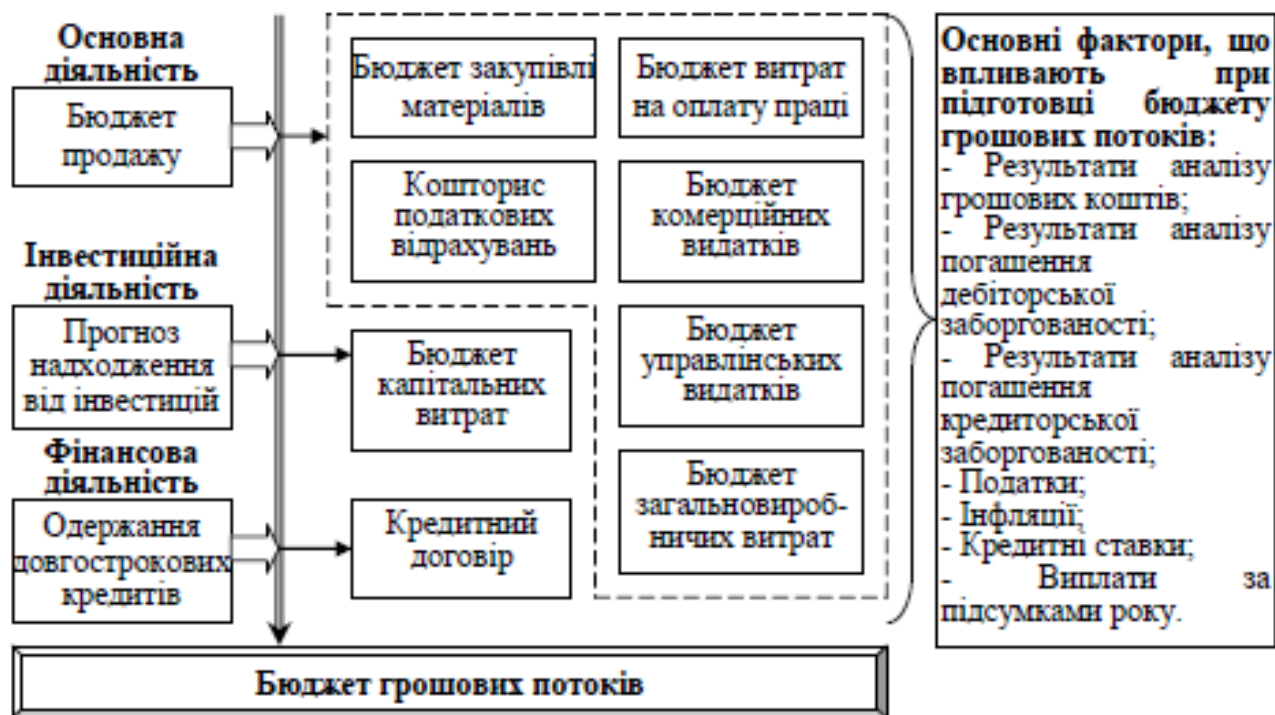 Основна
діяльність
Бюджет
продажу
Бюджет закупівлі
матеріалів
Бюджет витрат
на оплату праці
Кошторис
податкових
відрахувань
Бюджет
комерційних
видатків
Інвестиційна
діяльність
Прогноз
надходження
від інвестицій
Бюджет
капітальних
витрат
Бюджет
управлінських
видатків
Фінансова
діяльність
Одержання
довгострокових
кредитів
Кредитний
договір
Бюджет
загальновироб-
ничих витрат
Основні фактори, що
впливають при
підготовці бюджету
грошових потоків:
- Результати аналізу
грошових коштів;
- Результати аналізу
погашення
дебіторської
заборгованості;
- Результати аналізу
погашення
кредиторської
заборгованості;
- Податки;
- Інфляції;
- Кредитні ставки;
- Виплати за
підсумками року.
Бюджет грошових потоків